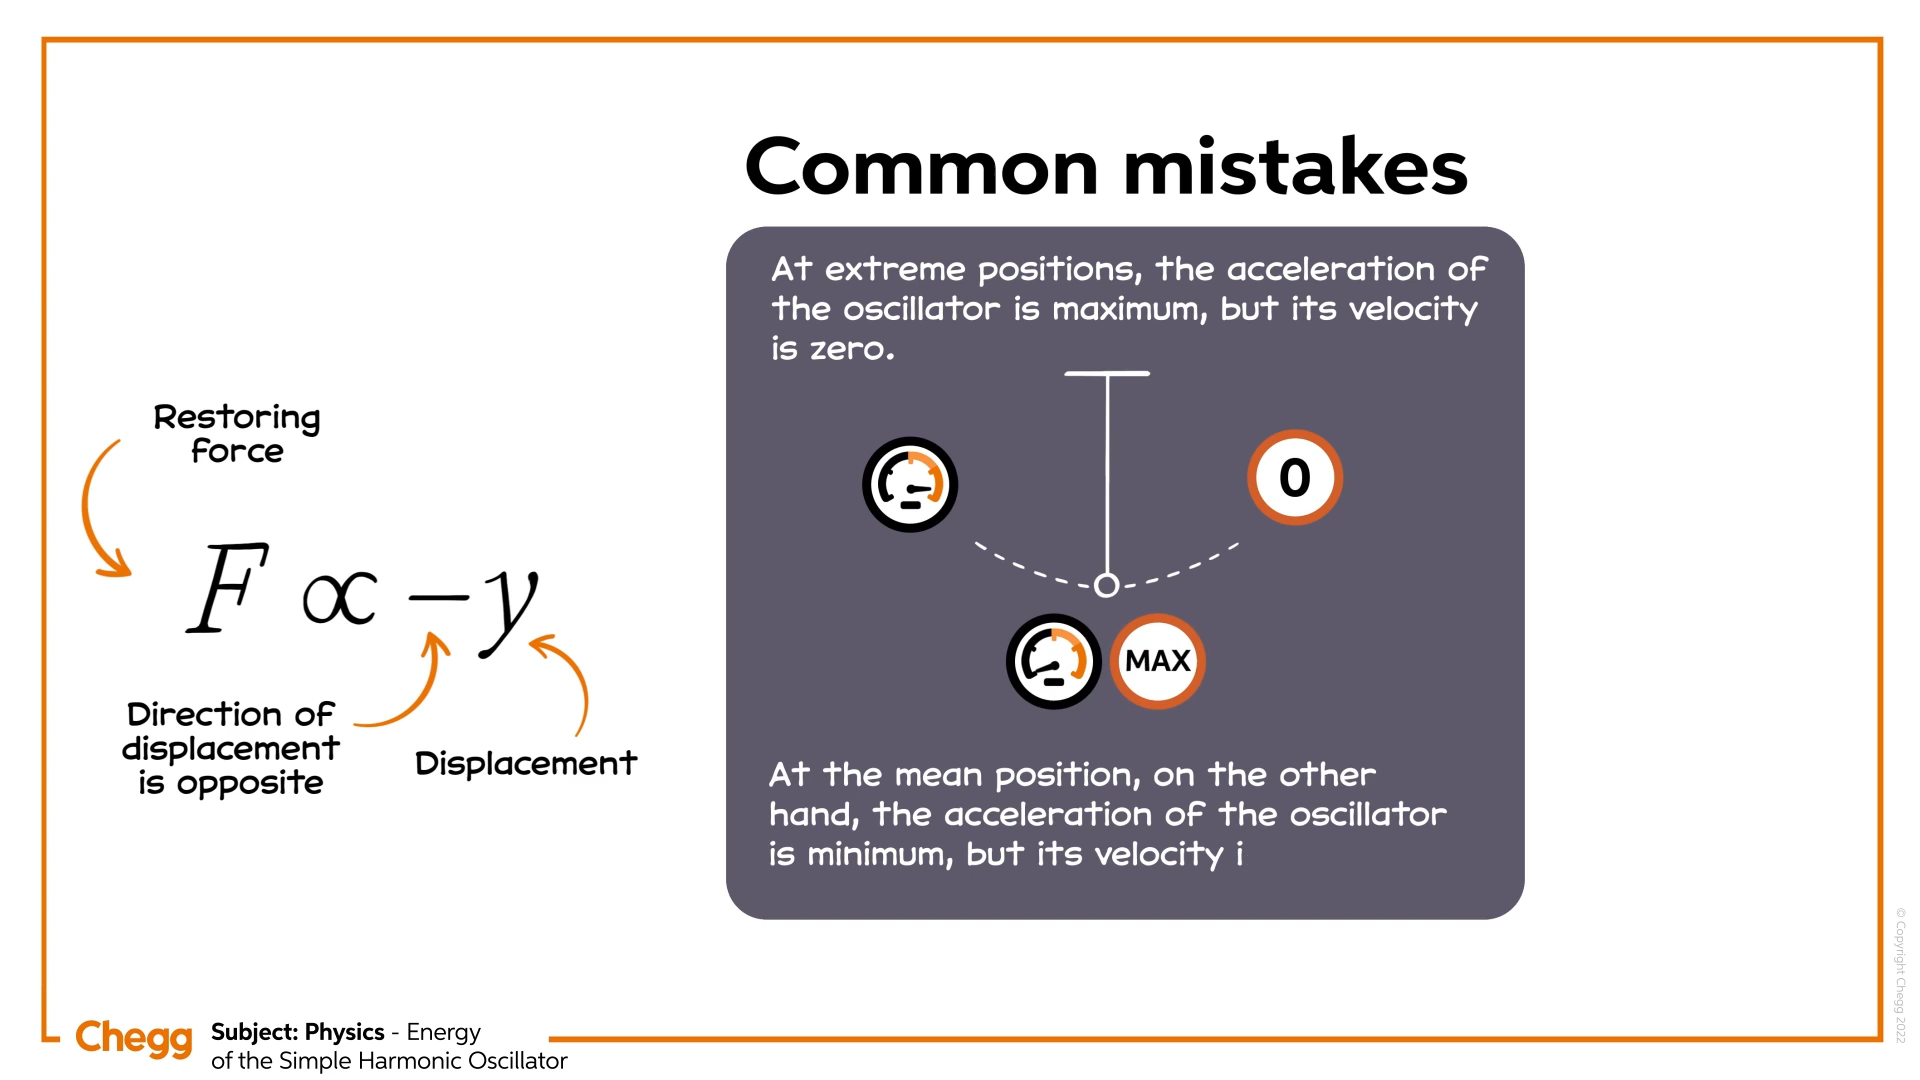 Common mistakes
At extreme positions, the acceleration of
the oscillator is maximum, but its velocity
is zero.
0
MAX
At the mean position, on the other
hand, the acceleration of the oscillator
is minimum, but its velocity i
Restoring
force
F ∝ −y
Direction of
displacement
is opposite
Displacement
Chegg
Subject: Physics - Energy
of the Simple Harmonic Oscillator
© Copyright Chegg 2022